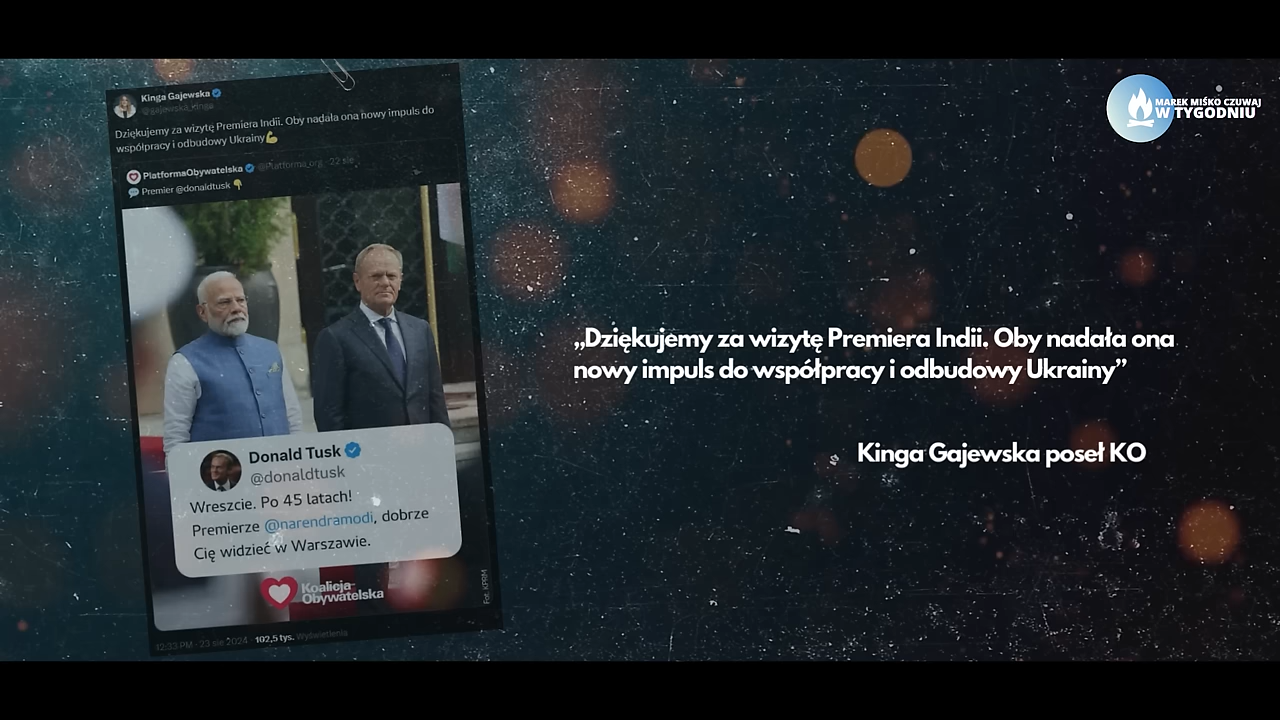 Kinga Gajewska
@gajewska_kinga
Dziękujemy za wizytę Premiera Indii. Oby nadała ona nowy impuls do
współpracy i odbudowy Ukrainy💪
PlatformaObywatelska @Platforma_org · 22 sie
💬 Premier @donaldtusk 👇
Donald Tusk
@donaldtusk
Wreszcie. Po 45 latach!
Premierze @narendramodi, dobrze
Cię widzieć w Warszawie.
Koalicja
Obywatelska
Fot. KPRM
12:33 PM · 23 sie 2024 · 102,5 tys. Wyświetlenia
MAREK MIŚKO CZUWAJ
W TYGODNIU
„Dziękujemy za wizytę Premiera Indii. Oby nadała ona
nowy impuls do współpracy i odbudowy Ukrainy”
Kinga Gajewska poseł KO